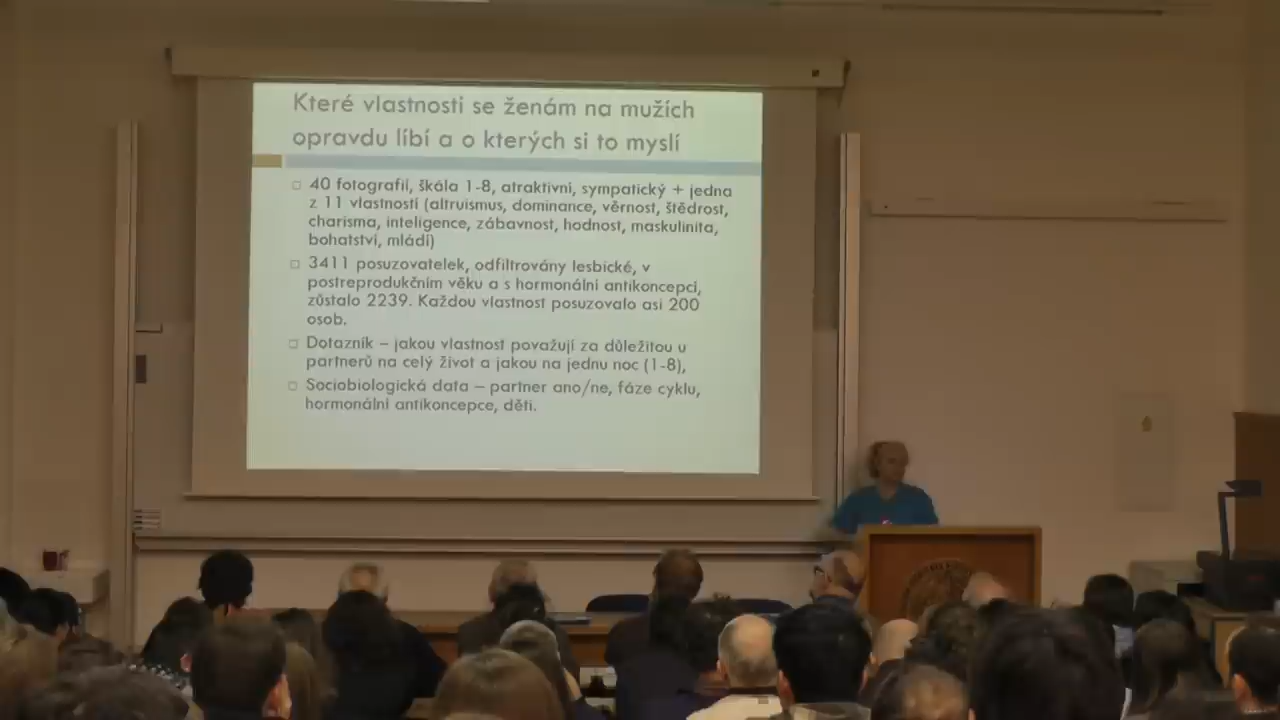 Které vlastnosti se ženám na mužích
opravdu líbí a o kterých si to myslí
40 fotografií, škála 1-8, atraktivní, sympatický + jedna
z 11 vlastností (altruismus, dominance, věrnost, štědrost,
charisma, inteligence, zábavnost, hodnost, maskulinita,
bohatství, mládí)
3411 posuzovatelek, odfiltrovány lesbické, v
postreprodukčním věku a s hormonální antikoncepcí,
zůstalo 2239. Každou vlastnost posuzovalo asi 200
osob.
Dotazník – jakou vlastnost považují za důležitou u
partnerů na celý život a jakou na jednu noc (1-8),
Sociobiologická data – partner ano/ne, fáze cyklu,
hormonální antikoncepce, děti.